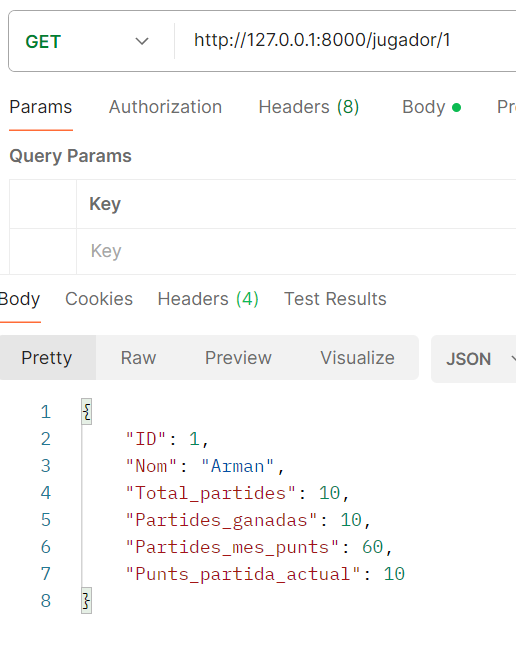 GET http://127.0.0.1:8000/jugador/1
Params Authorization Headers (8) Body Pr
Query Params
Key
Key
Body Cookies Headers (4) Test Results
Pretty Raw Preview Visualize JSON
1 {
2 "ID": 1,
3 "Nom": "Arman",
4 "Total_partides": 10,
5 "Partides_ganadas": 10,
6 "Partides_mes_punts": 60,
7 "Punts_partida_actual": 10
8 }